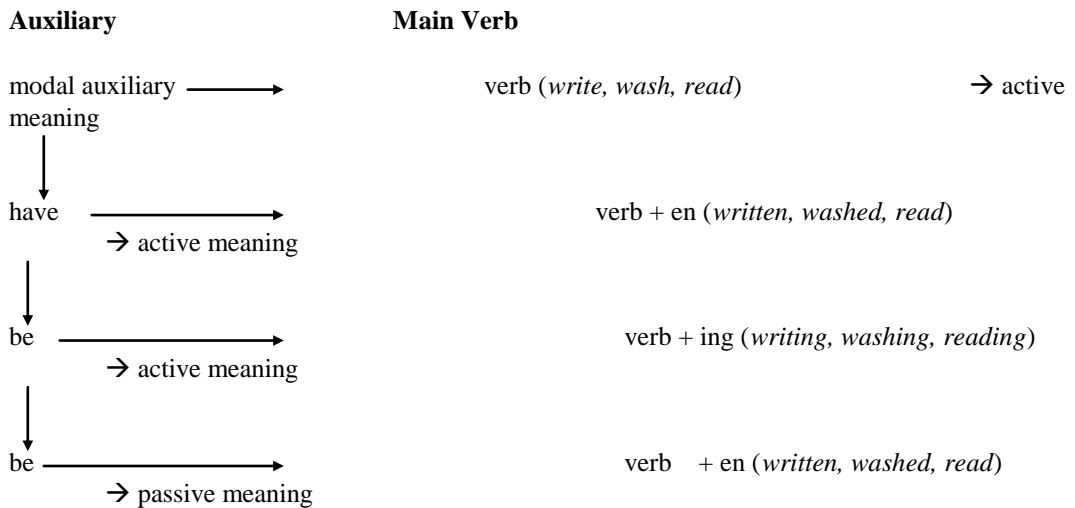 Auxiliary Main Verb
modal auxiliary verb (write, wash, read) → active
meaning
have verb + en (written, washed, read)
→ active meaning
be verb + ing (writing, washing, reading)
→ active meaning
be verb + en (written, washed, read)
→ passive meaning